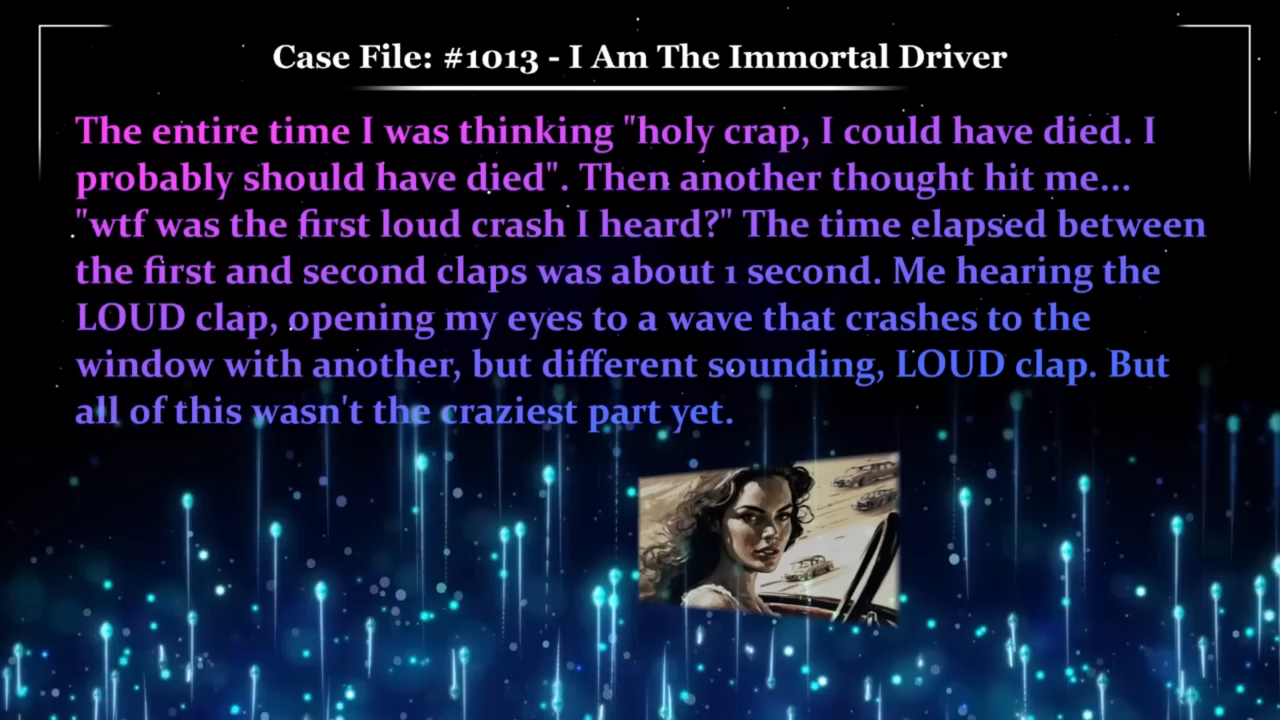 Case File: #1013 - I Am The Immortal Driver
The entire time I was thinking "holy crap, I could have died. I
probably should have died". Then another thought hit me...
"wtf was the first loud crash I heard?" The time elapsed between
the first and second claps was about 1 second. Me hearing the
LOUD clap, opening my eyes to a wave that crashes to the
window with another, but different sounding, LOUD clap. But
all of this wasn't the craziest part yet.